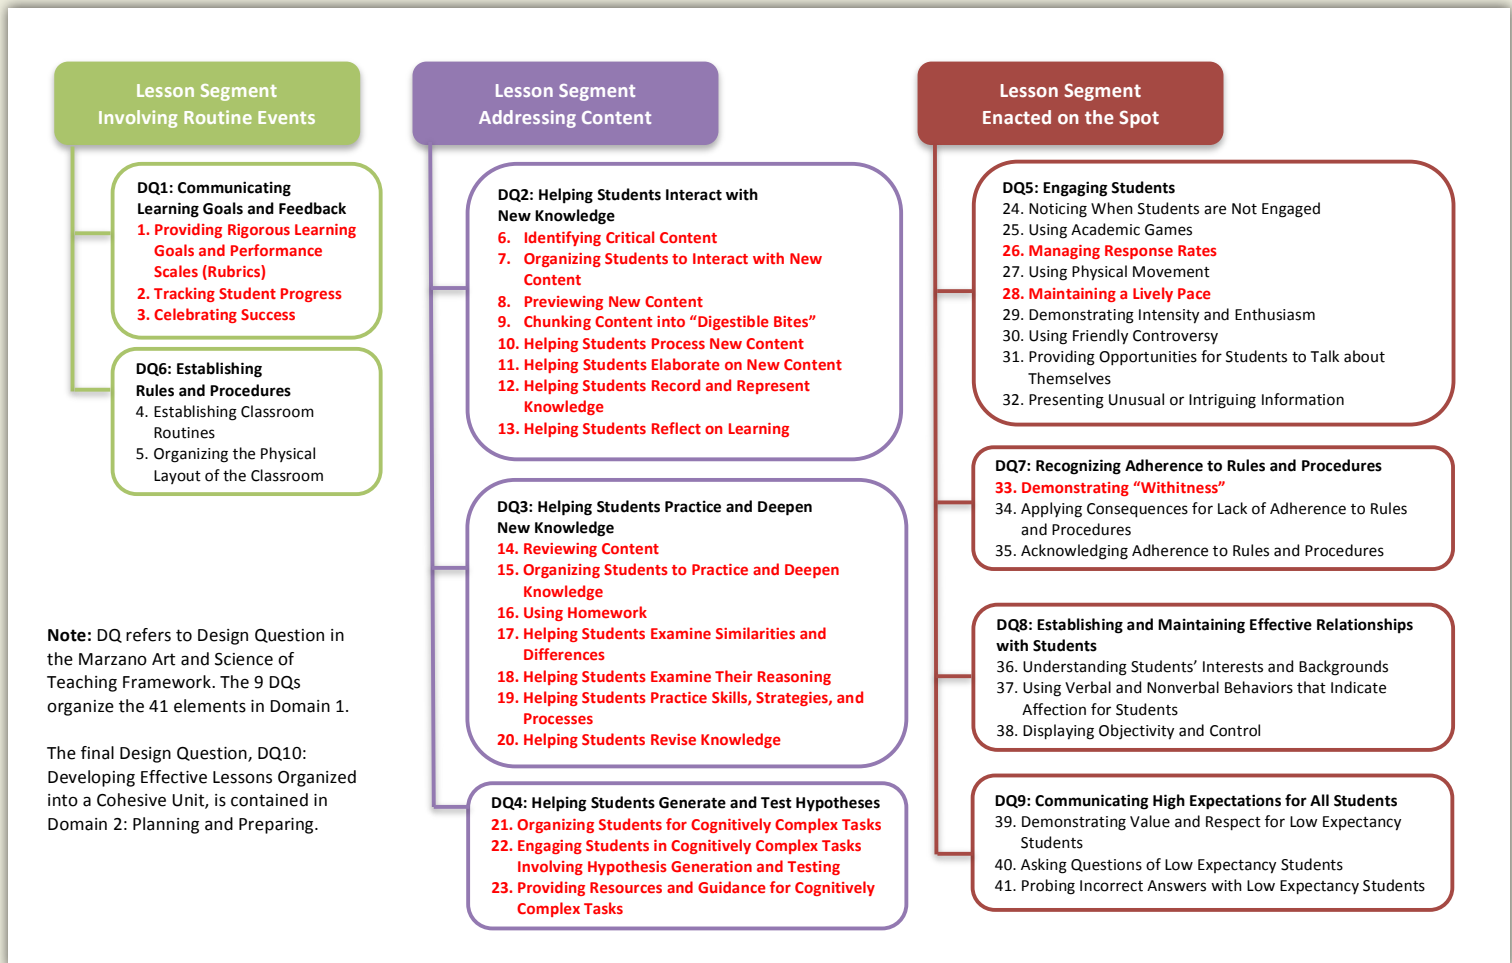 Lesson Segment
Involving Routine Events
DQ1: Communicating
Learning Goals and Feedback
1. Providing Rigorous Learning
Goals and Performance
Scales (Rubrics)
2. Tracking Student Progress
3. Celebrating Success
DQ6: Establishing
Rules and Procedures
4. Establishing Classroom
Routines
5. Organizing the Physical
Layout of the Classroom
Note: DQ refers to Design Question in
the Marzano Art and Science of
Teaching Framework. The 9 DQs
organize the 41 elements in Domain 1.
The final Design Question, DQ10:
Developing Effective Lessons Organized
into a Cohesive Unit, is contained in
Domain 2: Planning and Preparing.
Lesson Segment
Addressing Content
DQ2: Helping Students Interact with
New Knowledge
6. Identifying Critical Content
7. Organizing Students to Interact with New
Content
8. Previewing New Content
9. Chunking Content into “Digestible Bites”
10. Helping Students Process New Content
11. Helping Students Elaborate on New Content
12. Helping Students Record and Represent
Knowledge
13. Helping Students Reflect on Learning
DQ3: Helping Students Practice and Deepen
New Knowledge
14. Reviewing Content
15. Organizing Students to Practice and Deepen
Knowledge
16. Using Homework
17. Helping Students Examine Similarities and
Differences
18. Helping Students Examine Their Reasoning
19. Helping Students Practice Skills, Strategies, and
Processes
20. Helping Students Revise Knowledge
DQ4: Helping Students Generate and Test Hypotheses
21. Organizing Students for Cognitively Complex Tasks
22. Engaging Students in Cognitively Complex Tasks
Involving Hypothesis Generation and Testing
23. Providing Resources and Guidance for Cognitively
Complex Tasks
Lesson Segment
Enacted on the Spot
DQ5: Engaging Students
24. Noticing When Students are Not Engaged
25. Using Academic Games
26. Managing Response Rates
27. Using Physical Movement
28. Maintaining a Lively Pace
29. Demonstrating Intensity and Enthusiasm
30. Using Friendly Controversy
31. Providing Opportunities for Students to Talk about
Themselves
32. Presenting Unusual or Intriguing Information
DQ7: Recognizing Adherence to Rules and Procedures
33. Demonstrating “Withitness”
34. Applying Consequences for Lack of Adherence to Rules
and Procedures
35. Acknowledging Adherence to Rules and Procedures
DQ8: Establishing and Maintaining Effective Relationships
with Students
36. Understanding Students’ Interests and Backgrounds
37. Using Verbal and Nonverbal Behaviors that Indicate
Affection for Students
38. Displaying Objectivity and Control
DQ9: Communicating High Expectations for All Students
39. Demonstrating Value and Respect for Low Expectancy
Students
40. Asking Questions of Low Expectancy Students
41. Probing Incorrect Answers with Low Expectancy Students